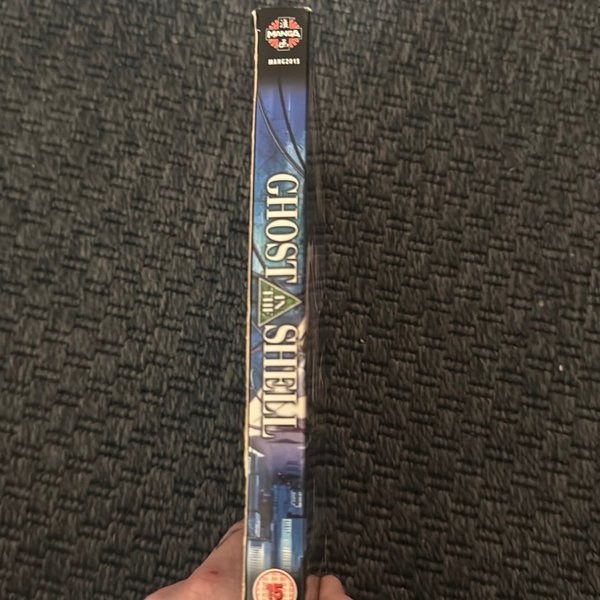 MANGA
MANG2013
GHOST
IN
THE
SHELL
15